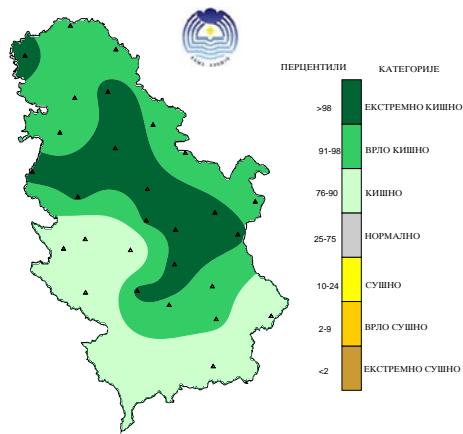 ПЕРЦЕНТИЛИ КАТЕГОРИЈЕ
>98 ЕКСТРЕМНО КИШНО
91-98 ВРЛО КИШНО
76-90 КИШНО
25-75 НОРМАЛНО
10-24 СУШНО
2-9 ВРЛО СУШНО
<2 ЕКСТРЕМНО СУШНО